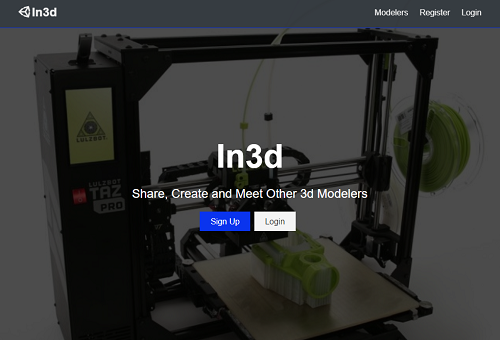 In3d
Modelers Register Login
LULZBOT
LULZBOT
TAZ
PRO
In3d
Share, Create and Meet Other 3d Modelers
Sign Up Login